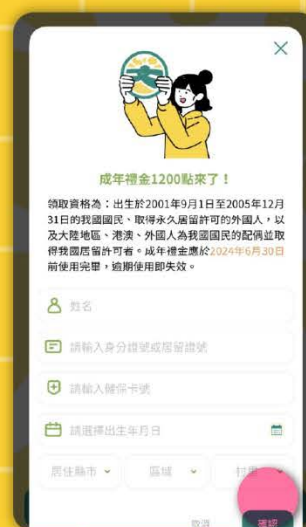 成年禮金1200點來了！
領取資格為：出生於2001年9月1日至2005年12月
31日的我國國民、取得永久居留許可的外國人，以
及大陸地區、港澳、外國人為我國國民的配偶並取
得我國居留許可者。成年禮金應於2024年6月30日
前使用完畢，逾期使用即失效。
姓名
請輸入身分證號或居留證號
請輸入健保卡號
請選擇出生年月日
居住縣市 區域 村里
取消 確認